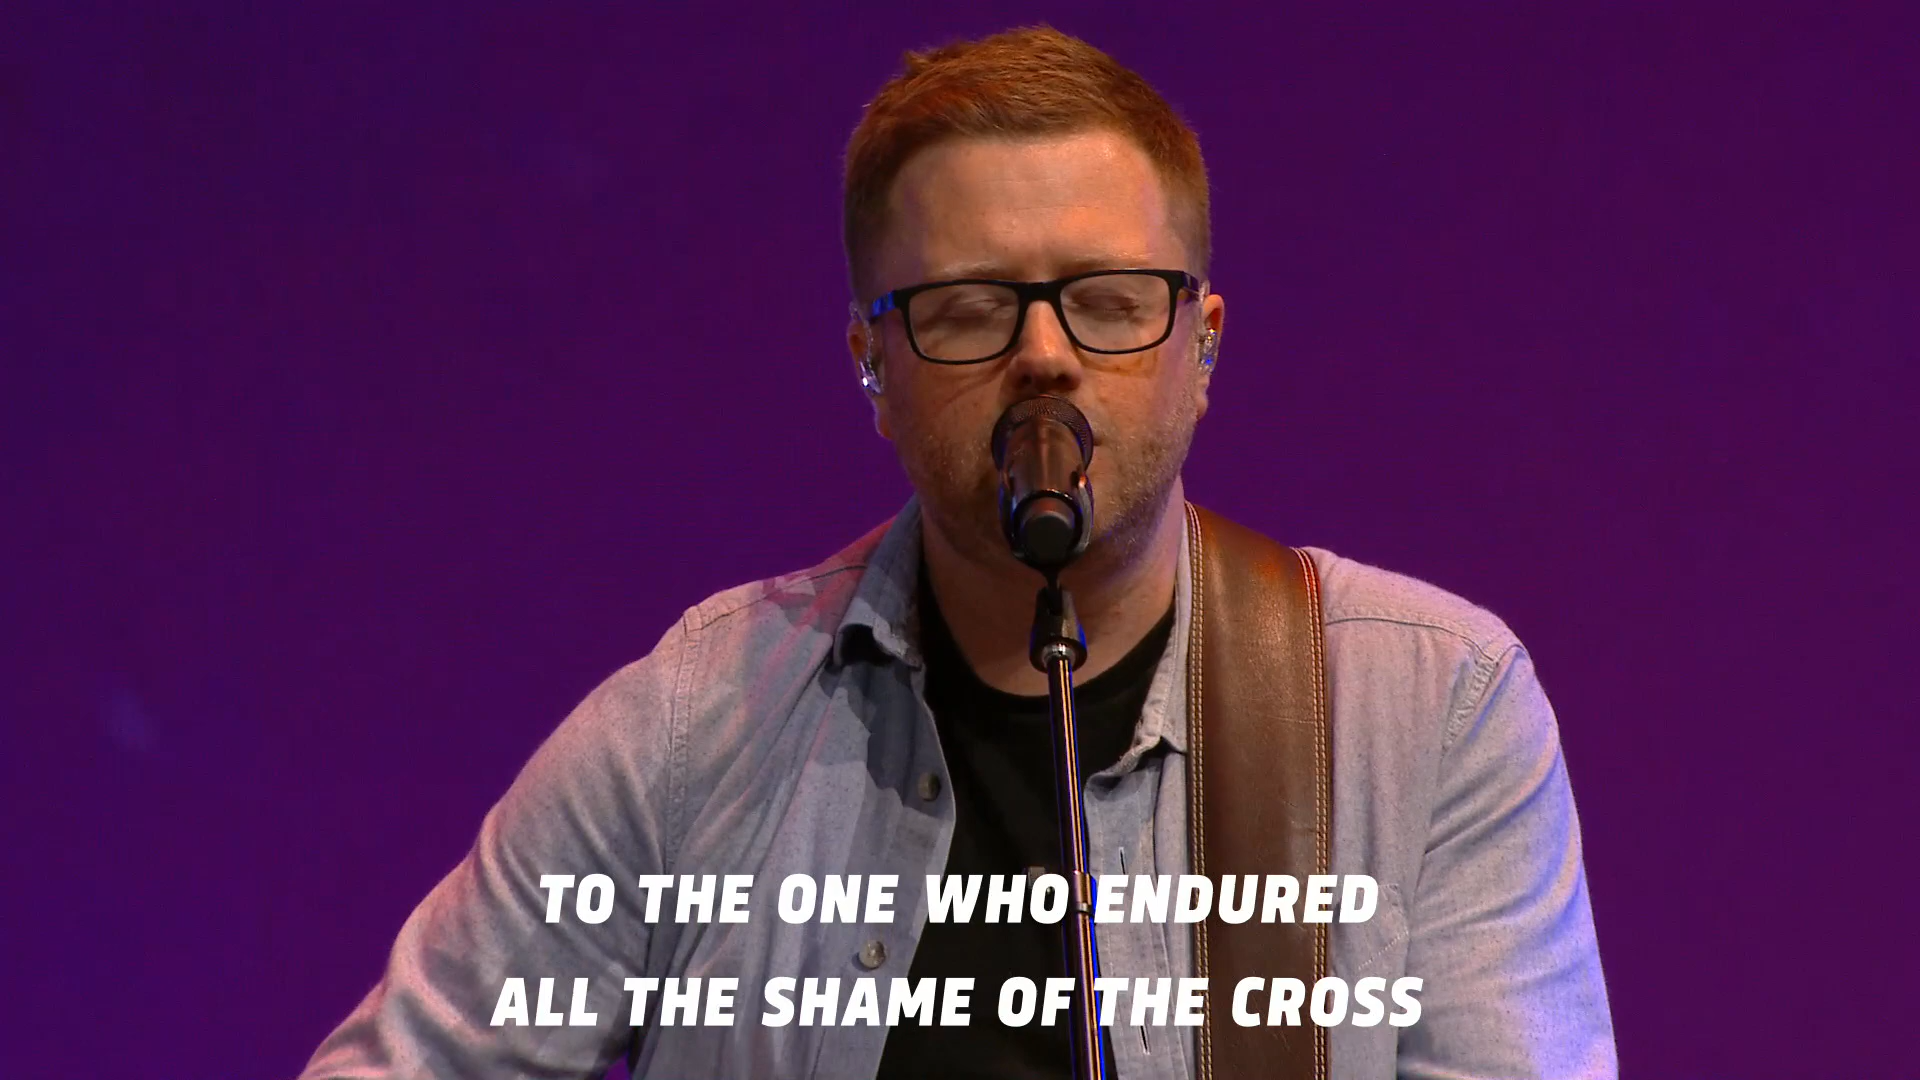 TO THE ONE WHO ENDURED
ALL THE SHAME OF THE CROSS